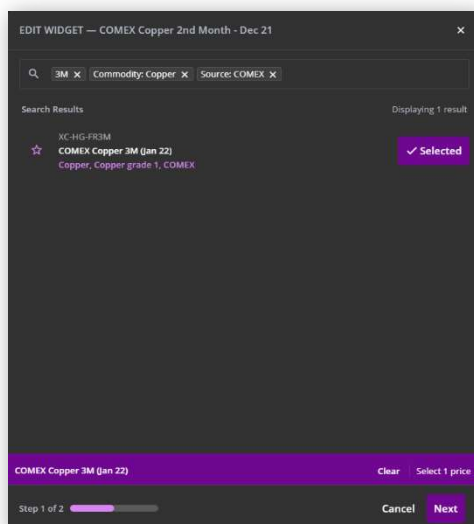 EDIT WIDGET — COMEX Copper 2nd Month - Dec 21
3M Commodity: Copper Source: COMEX
Search Results Displaying 1 result
XC-HG-FR3M
COMEX Copper 3M (Jan 22)
Copper, Copper grade 1, COMEX
Selected
COMEX Copper 3M (Jan 22) Clear Select 1 price
Step 1 of 2 Cancel Next